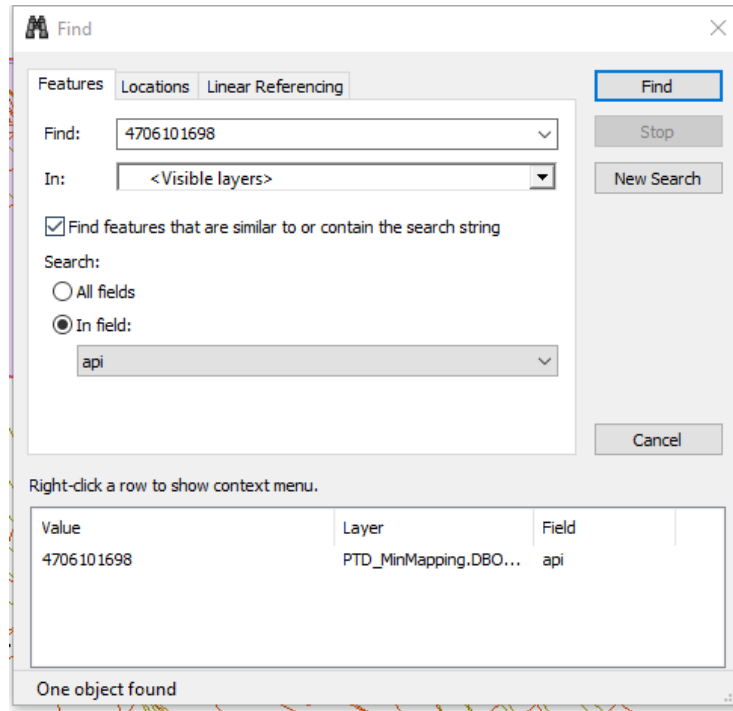 Find
Features Locations Linear Referencing
Find: 4706101698
In: <Visible layers>
Find features that are similar to or contain the search string
Search:
All fields
In field:
api
Find
Stop
New Search
Cancel
Right-click a row to show context menu.
Value Layer Field
4706101698 PTD_MinMapping.DBO... api
One object found